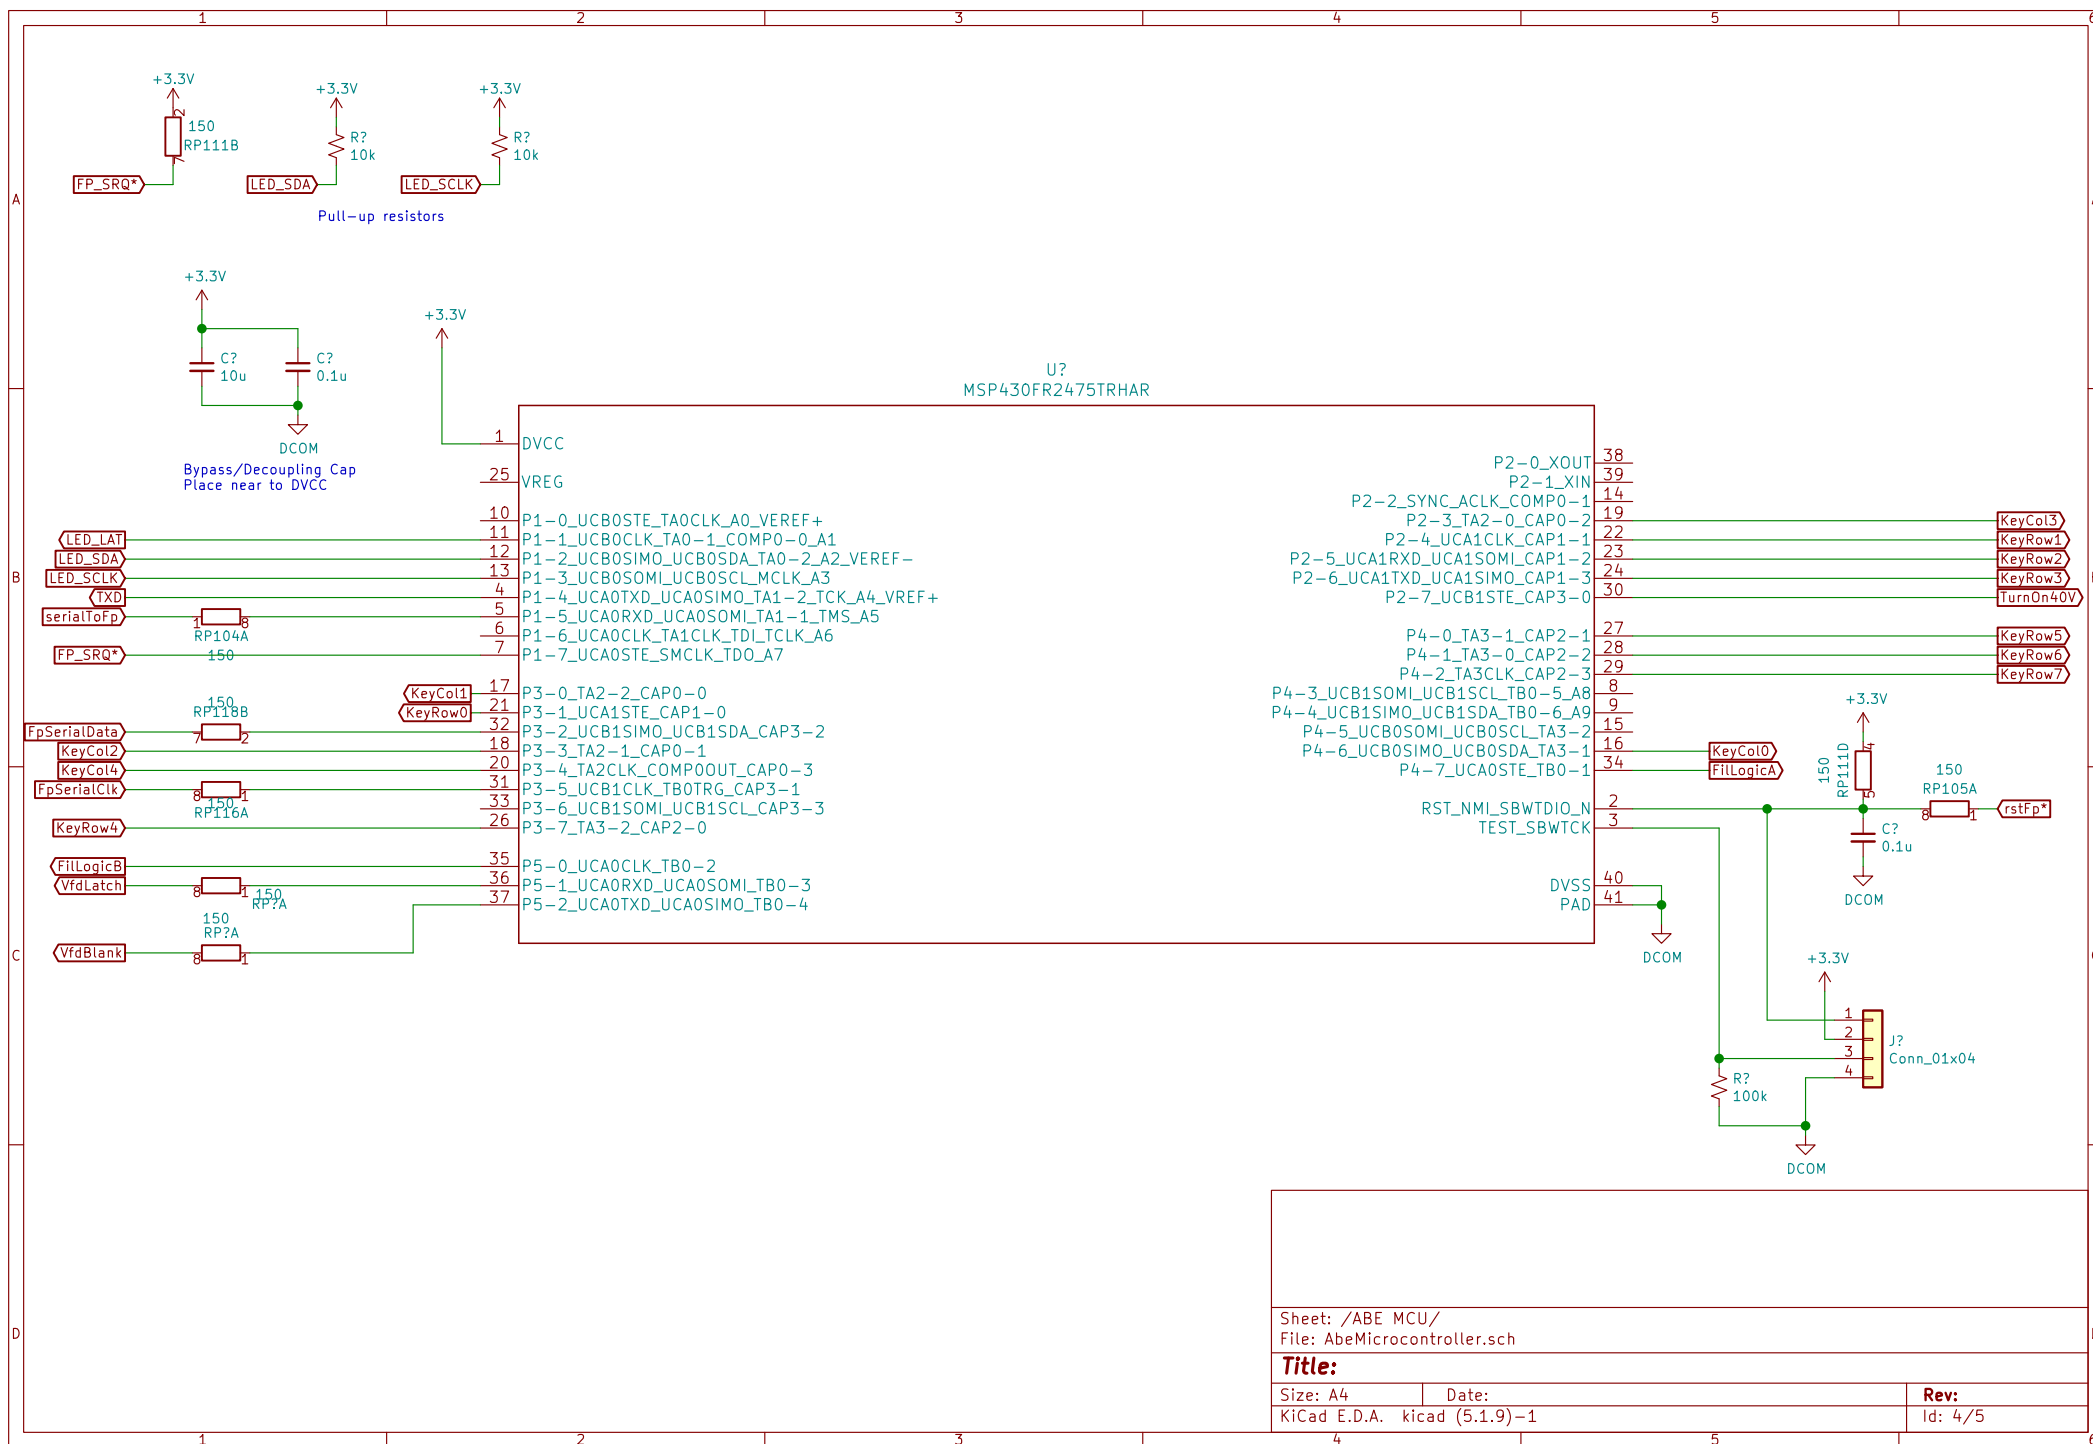 1 2 3 4 5 6
+3.3V
2
150
RP111B
7
FP_SRQ*
+3.3V
R?
10k
LED_SDA
+3.3V
R?
10k
LED_SCLK
A
Pull-up resistors
+3.3V
C?
10u
C?
0.1u
DCOM
Bypass/Decoupling Cap
Place near to DVCC
+3.3V
U?
MSP430FR2475TRHAR
1 DVCC
25 VREG
10 P1-0_UCB0STE_TA0CLK_A0_VEREF+
LED_LAT 11 P1-1_UCB0CLK_TA0-1_COMP0-0_A1
LED_SDA 12 P1-2_UCB0SIMO_UCB0SDA_TA0-2_A2_VEREF-
B
LED_SCLK 13 P1-3_UCB0SOMI_UCB0SCL_MCLK_A3
TXD 4 P1-4_UCA0TXD_UCA0SIMO_TA1-2_TCK_A4_VREF+
serialToFp 1 8 5 P1-5_UCA0RXD_UCA0SOMI_TA1-1_TMS_A5
RP104A
6 P1-6_UCA0CLK_TA1CLK_TDI_TCLK_A6
150
FP_SRQ* 7 P1-7_UCA0STE_SMCLK_TDO_A7
KeyCol1 17 P3-0_TA2-2_CAP0-0
150
RP118B
KeyRow0 21 P3-1_UCA1STE_CAP1-0
FpSerialData 7 2 32 P3-2_UCB1SIMO_UCB1SDA_CAP3-2
KeyCol2 18 P3-3_TA2-1_CAP0-1
KeyCol4 20 P3-4_TA2CLK_COMP0OUT_CAP0-3
FpSerialClk 8 1 31 P3-5_UCB1CLK_TB0TRG_CAP3-1
150
RP116A
33 P3-6_UCB1SOMI_UCB1SCL_CAP3-3
KeyRow4 26 P3-7_TA3-2_CAP2-0
FilLogicB 35 P5-0_UCA0CLK_TB0-2
VfdLatch 8 1 36 P5-1_UCA0RXD_UCA0SOMI_TB0-3
150
RP?A
37 P5-2_UCA0TXD_UCA0SIMO_TB0-4
150
RP?A
VfdBlank 8 1
C
P2-0_XOUT 38
P2-1_XIN 39
P2-2_SYNC_ACLK_COMP0-1 14
P2-3_TA2-0_CAP0-2 19 KeyCol3
P2-4_UCA1CLK_CAP1-1 22 KeyRow1
P2-5_UCA1RXD_UCA1SOMI_CAP1-2 23 KeyRow2
P2-6_UCA1TXD_UCA1SIMO_CAP1-3 24 KeyRow3
P2-7_UCB1STE_CAP3-0 30 TurnOn40V
P4-0_TA3-1_CAP2-1 27 KeyRow5
P4-1_TA3-0_CAP2-2 28 KeyRow6
P4-2_TA3CLK_CAP2-3 29 KeyRow7
P4-3_UCB1SOMI_UCB1SCL_TB0-5_A8 8
P4-4_UCB1SIMO_UCB1SDA_TB0-6_A9 9
P4-5_UCB0SOMI_UCB0SCL_TA3-2 15
P4-6_UCB0SIMO_UCB0SDA_TA3-1 16 KeyCol0
P4-7_UCA0STE_TB0-1 34 FilLogicA
RST_NMI_SBWTDIO_N 2
TEST_SBWTCK 3
DVSS 40
PAD 41
DCOM
+3.3V
4
150
RP111D
5
150
RP105A
8 1
rstFp*
C?
0.1u
DCOM
+3.3V
1
2
3
4
J?
Conn_01x04
R?
100k
DCOM
D
Sheet: /ABE MCU/
File: AbeMicrocontroller.sch
Title:
Size: A4 Date: Rev:
KiCad E.D.A. kicad (5.1.9)-1 Id: 4/5
1 2 3 4 5 6